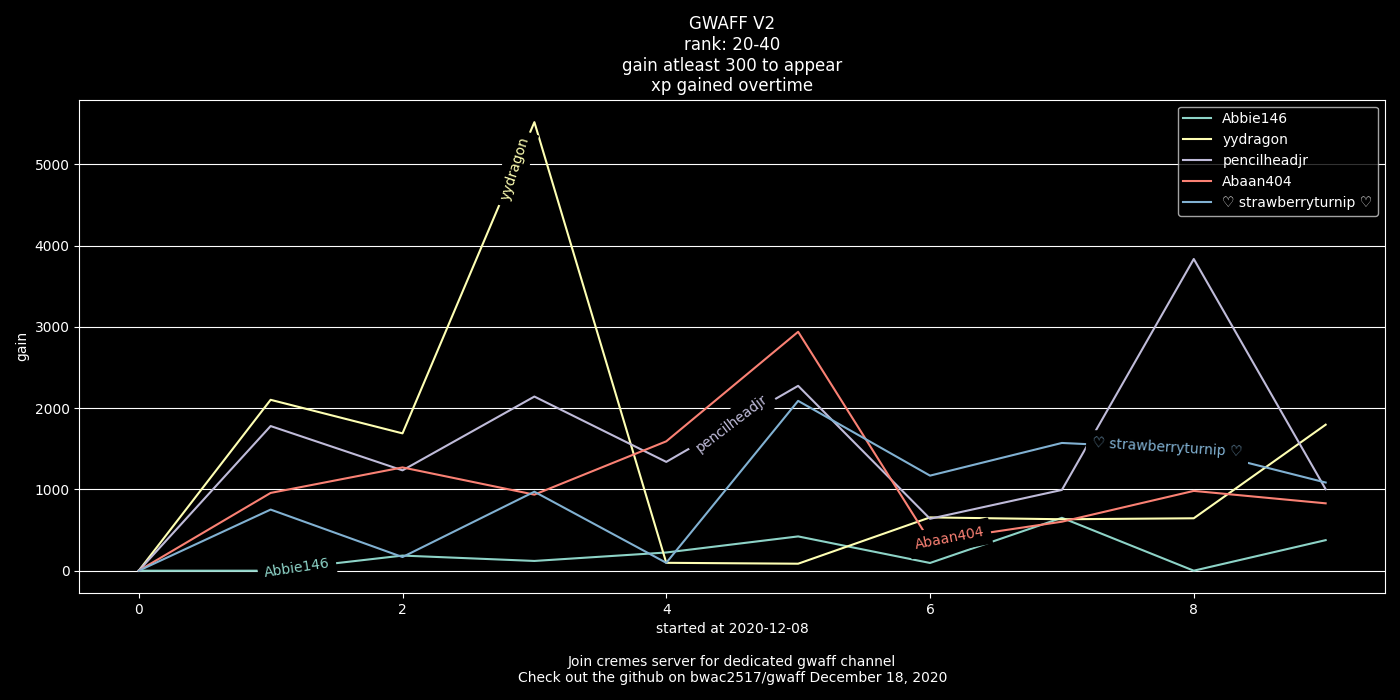 GWAFF V2
rank: 20-40
gain atleast 300 to appear
xp gained overtime
Abbie146
yydragon
pencilheadjr
Abaan404
♡ strawberryturnip ♡
gain
5000
4000
3000
2000
1000
0
yydragon
pencilheadjr
♡ strawberryturnip ♡
Abaan404
Abbie146
0 2 4 6 8
started at 2020-12-08
Join cremes server for dedicated gwaff channel
Check out the github on bwac2517/gwaff December 18, 2020